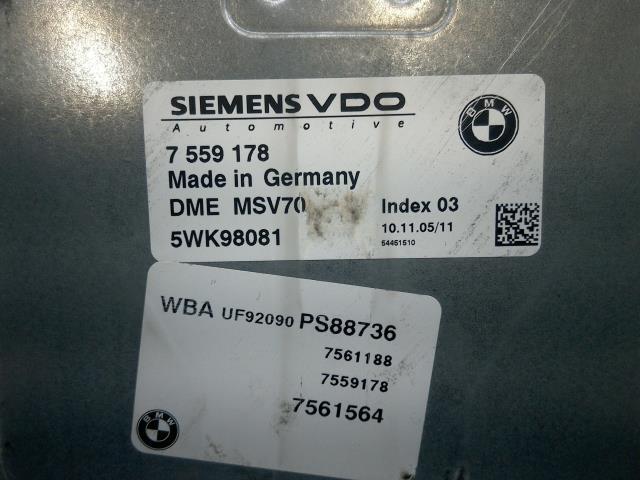 SIEMENS VDO
Automotive
BMW
7 559 178
Made in Germany
DME MSV70
Index 03
5WK98081
10.11.05/11
54451510
WBA UF92090 PS88736
7561188
7559178
7561564
BMW